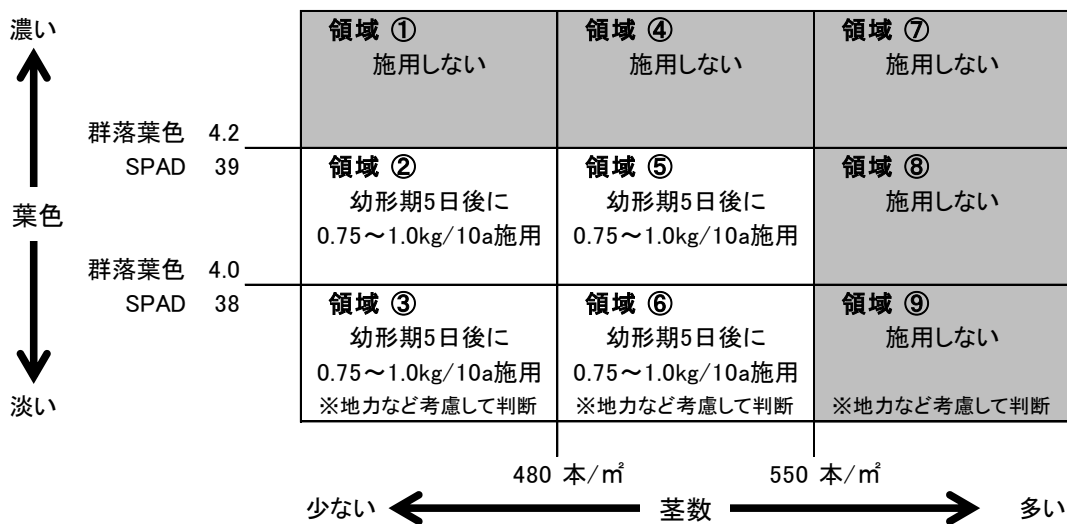 濃い
領域 ①
施用しない
領域 ④
施用しない
領域 ⑦
施用しない
群落葉色 4.2
SPAD 39
領域 ②
幼形期5日後に
0.75～1.0kg/10a施用
領域 ⑤
幼形期5日後に
0.75～1.0kg/10a施用
領域 ⑧
施用しない
葉色
群落葉色 4.0
SPAD 38
領域 ③
幼形期5日後に
0.75～1.0kg/10a施用
※地力など考慮して判断
領域 ⑥
幼形期5日後に
0.75～1.0kg/10a施用
※地力など考慮して判断
領域 ⑨
施用しない
※地力など考慮して判断
淡い
480 本/㎡
550 本/㎡
少ない
茎数
多い